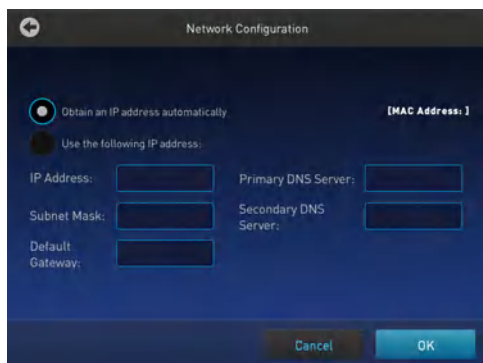 Network Configuration
Obtain an IP address automatically
[MAC Address: ]
Use the following IP address:
IP Address:
Primary DNS Server:
Subnet Mask:
Secondary DNS
Server:
Default
Gateway:
Cancel
OK